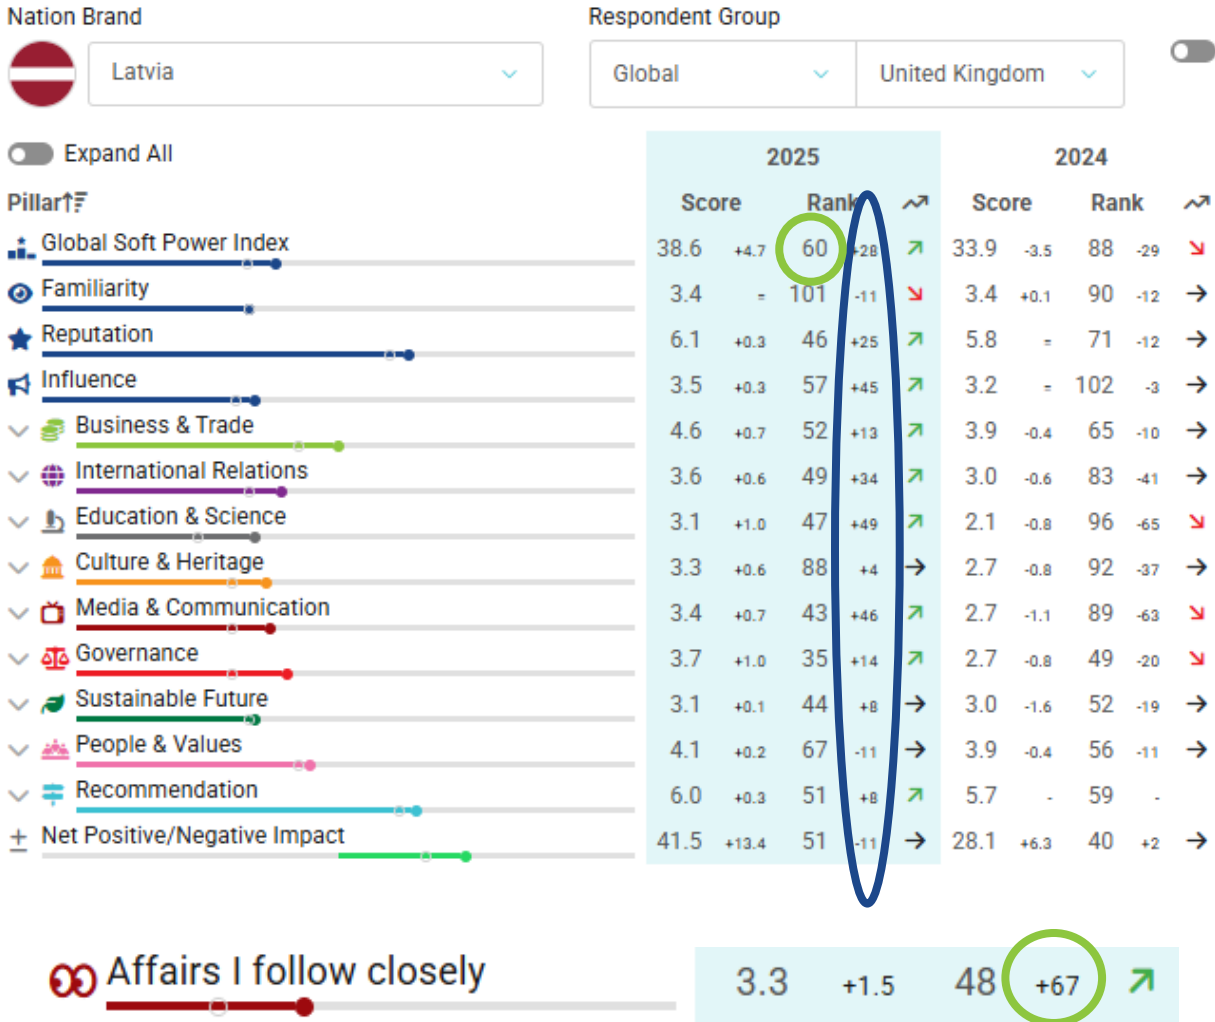 Nation Brand Respondent Group
Latvia Global United Kingdom
Expand All 2025 2024
Pillar Score Rank Score Rank
Global Soft Power Index 38.6 +4.7 60 +28 33.9 -3.5 88 -29
Familiarity 3.4 = 101 -11 3.4 +0.1 90 -12
Reputation 6.1 +0.3 46 +25 5.8 = 71 -12
Influence 3.5 +0.3 57 +45 3.2 = 102 -3
Business & Trade 4.6 +0.7 52 +13 3.9 -0.4 65 -10
International Relations 3.6 +0.6 49 +34 3.0 -0.6 83 -41
Education & Science 3.1 +1.0 47 +49 2.1 -0.8 96 -65
Culture & Heritage 3.3 +0.6 88 +4 2.7 -0.8 92 -37
Media & Communication 3.4 +0.7 43 +46 2.7 -1.1 89 -63
Governance 3.7 +1.0 35 +14 2.7 -0.8 49 -20
Sustainable Future 3.1 +0.1 44 +8 3.0 -1.6 52 -19
People & Values 4.1 +0.2 67 -11 3.9 -0.4 56 -11
Recommendation 6.0 +0.3 51 +8 5.7 - 59 -
Net Positive/Negative Impact 41.5 +13.4 51 -11 28.1 +6.3 40 +2
Affairs I follow closely 3.3 +1.5 48 +67